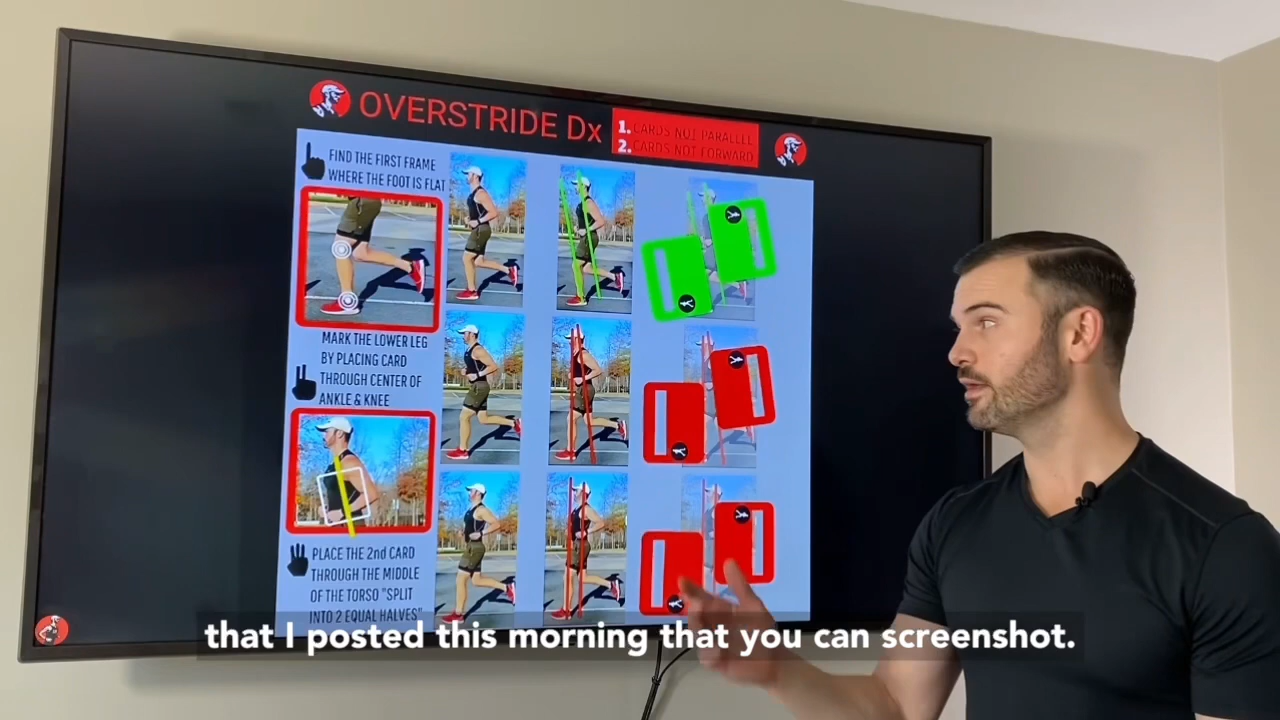 OVERSTRIDE Dx
1. CARDS NOT PARALLEL
2. CARDS NOT FORWARD
FIND THE FIRST FRAME
WHERE THE FOOT IS FLAT
MARK THE LOWER LEG
BY PLACING CARD
THROUGH CENTER OF
ANKLE & KNEE
PLACE THE 2nd CARD
THROUGH THE MIDDLE
OF THE TORSO "SPLIT
INTO 2 EQUAL HALVES"
that I posted this morning that you can screenshot.